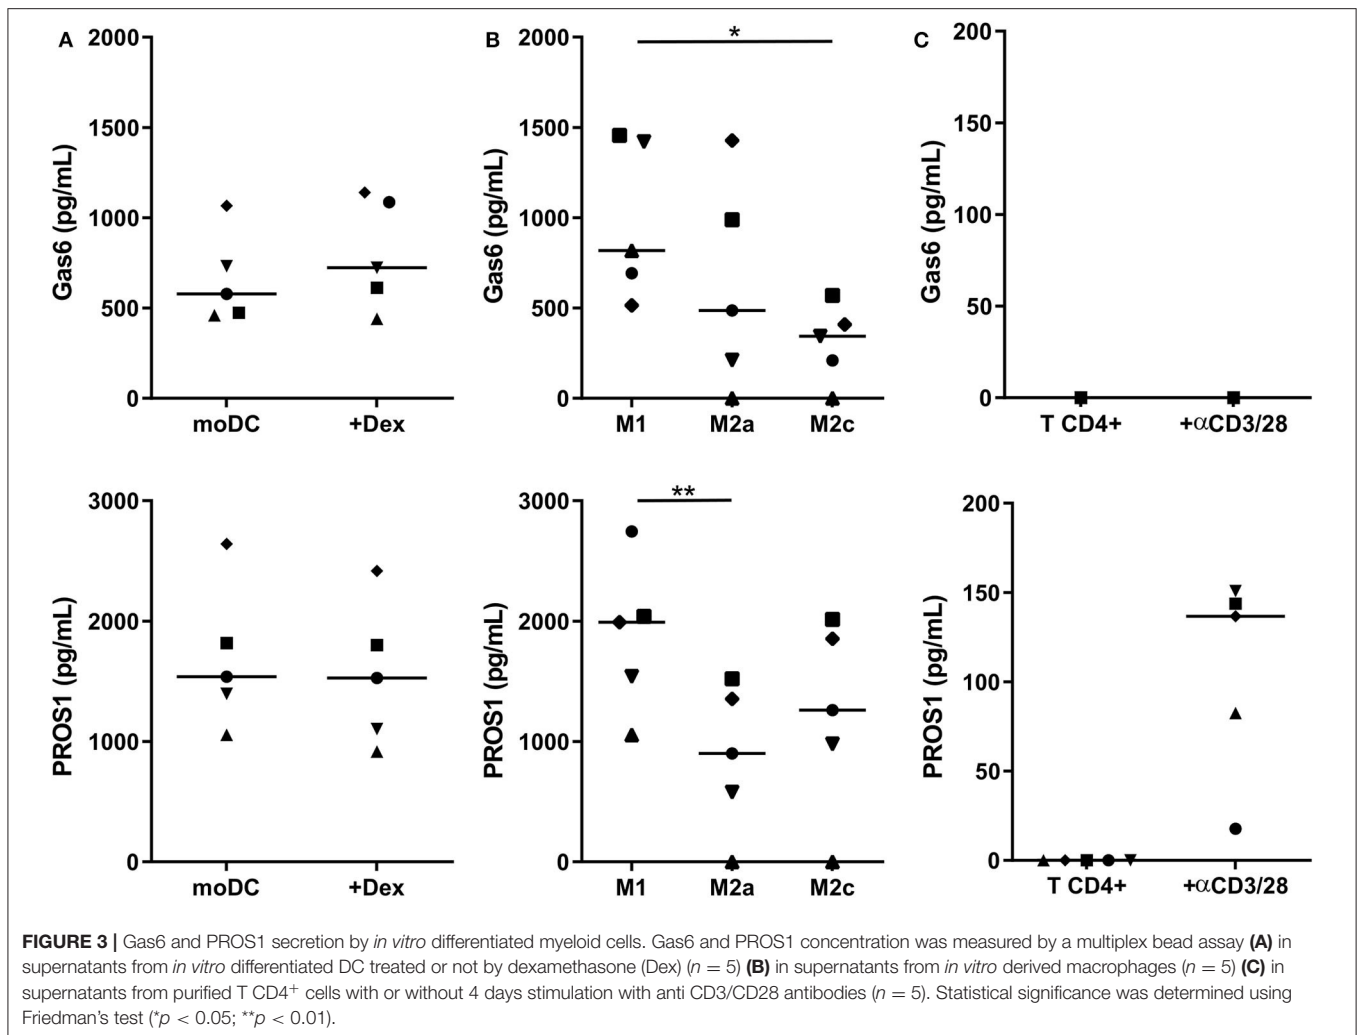 A
2000
1500
1000
500
0
Gas6 (pg/mL)
moDC +Dex
B
2000
1500
1000
500
0
Gas6 (pg/mL)
*
M1 M2a M2c
C
200
150
100
50
0
Gas6 (pg/mL)
T CD4+ +αCD3/28
3000
2000
1000
0
PROS1 (pg/mL)
moDC +Dex
3000
2000
1000
0
PROS1 (pg/mL)
**
M1 M2a M2c
200
150
100
50
0
PROS1 (pg/mL)
T CD4+ +αCD3/28
FIGURE 3 | Gas6 and PROS1 secretion by in vitro differentiated myeloid cells. Gas6 and PROS1 concentration was measured by a multiplex bead assay (A) in
supernatants from in vitro differentiated DC treated or not by dexamethasone (Dex) (n = 5) (B) in supernatants from in vitro derived macrophages (n = 5) (C) in
supernatants from purified T CD4+ cells with or without 4 days stimulation with anti CD3/CD28 antibodies (n = 5). Statistical significance was determined using
Friedman's test (*p < 0.05; **p < 0.01).